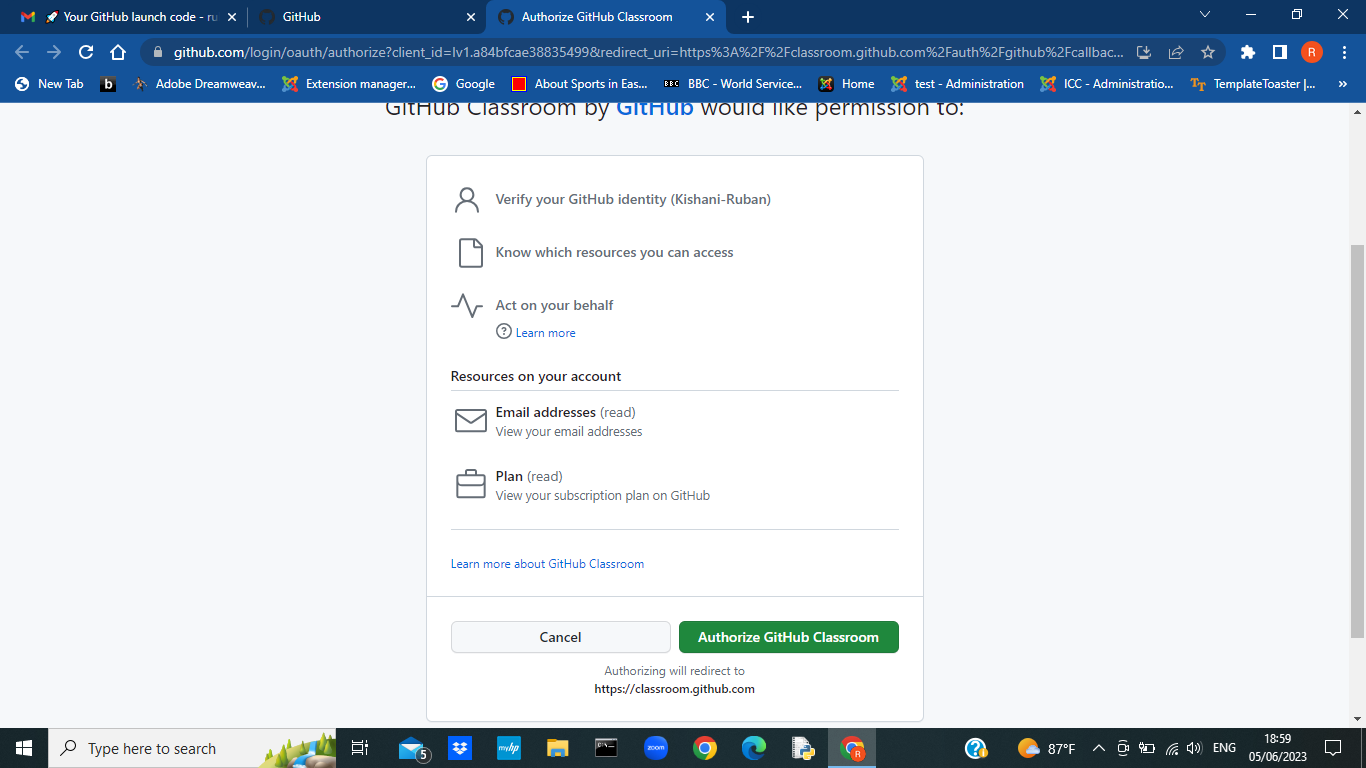 Your GitHub launch code - ru
GitHub
Authorize GitHub Classroom
github.com/login/oauth/authorize?client_id=Iv1.a84bfcae38835499&redirect_uri=https%3A%2F%2Fclassroom.github.com%2Fauth%2Fgithub%2Fcallbac...
R
New Tab
b
Adobe Dreamweav...
Extension manager...
Google
About Sports in Eas...
BBC
BBC - World Service...
Home
test - Administration
ICC - Administratio...
TT
TemplateToaster |...
»
GitHub Classroom by GitHub would like permission to:
Verify your GitHub identity (Kishani-Ruban)
Know which resources you can access
Act on your behalf
Learn more
Resources on your account
Email addresses (read)
View your email addresses
Plan (read)
View your subscription plan on GitHub
Learn more about GitHub Classroom
Cancel
Authorize GitHub Classroom
Authorizing will redirect to
https://classroom.github.com
Type here to search
5
myhp
zoom
R
87°F
ENG
18:59
05/06/2023